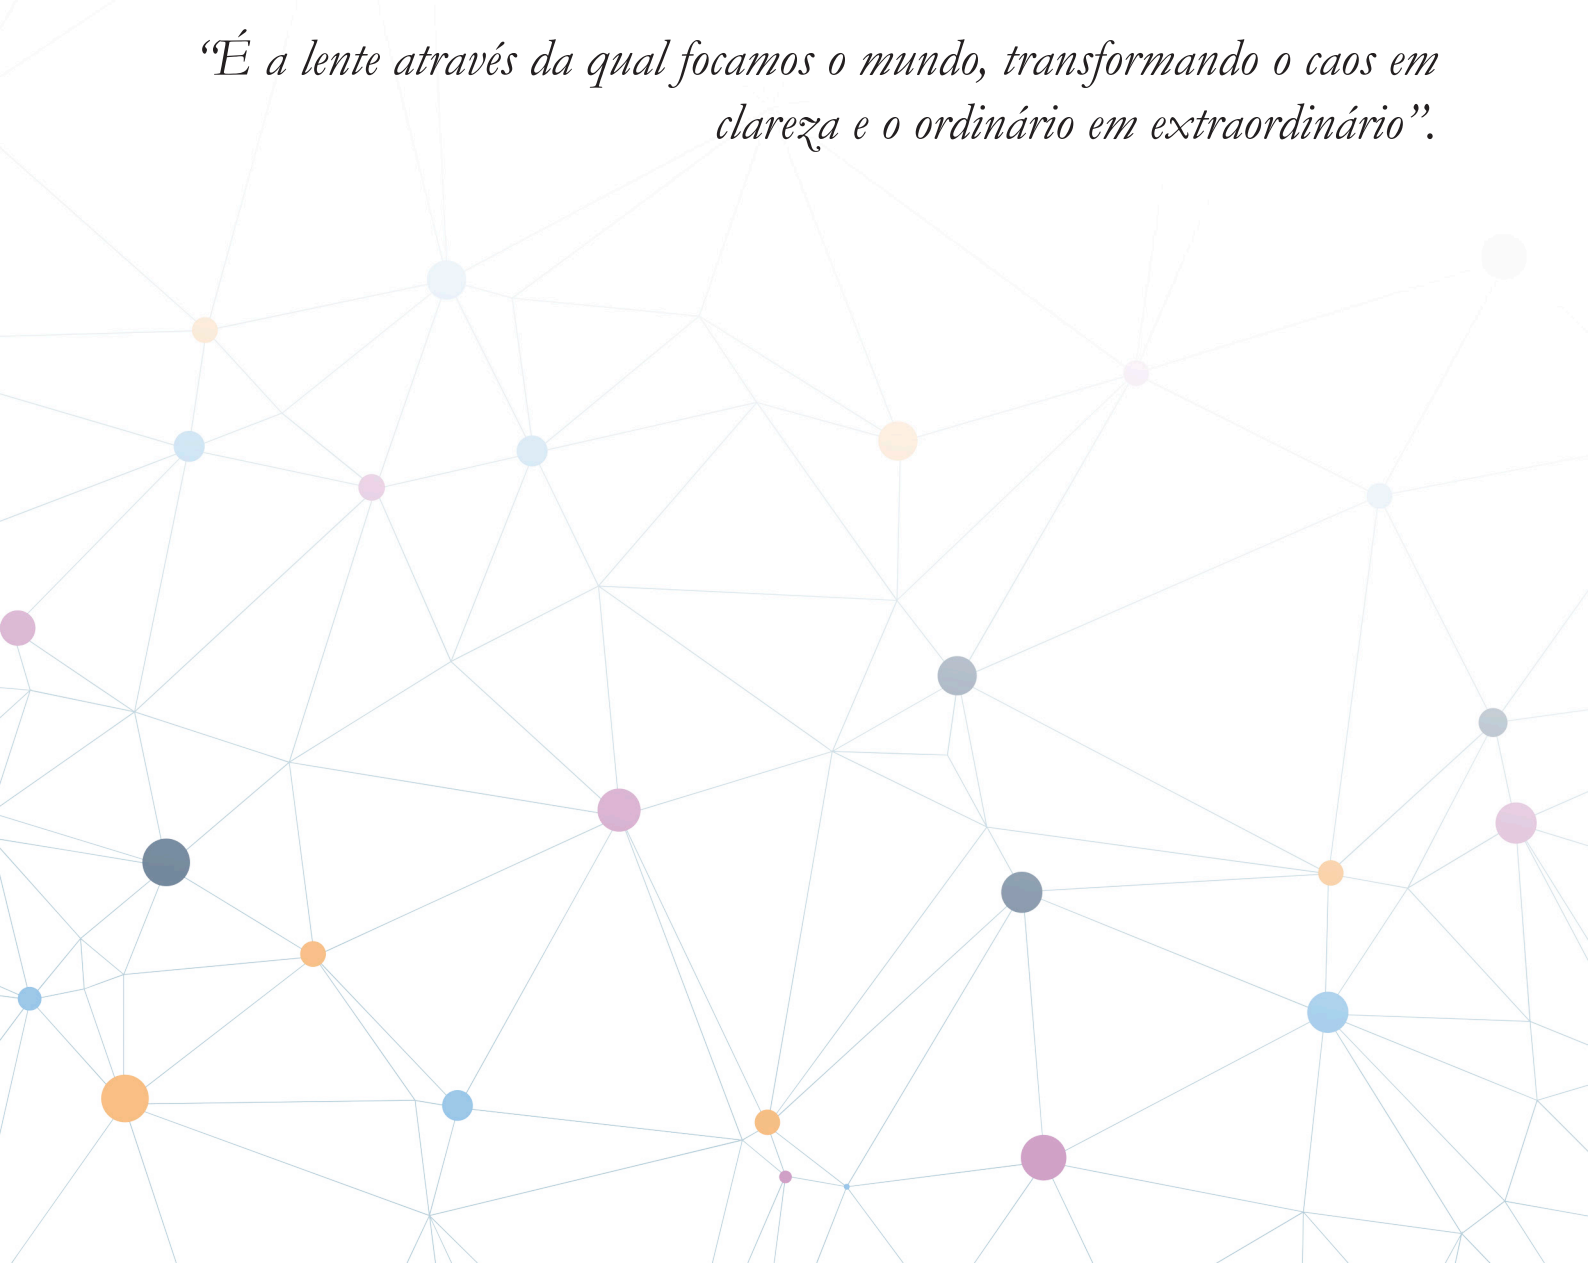 “É a lente através da qual focamos o mundo, transformando o caos em
clareza e o ordinário em extraordinário”.